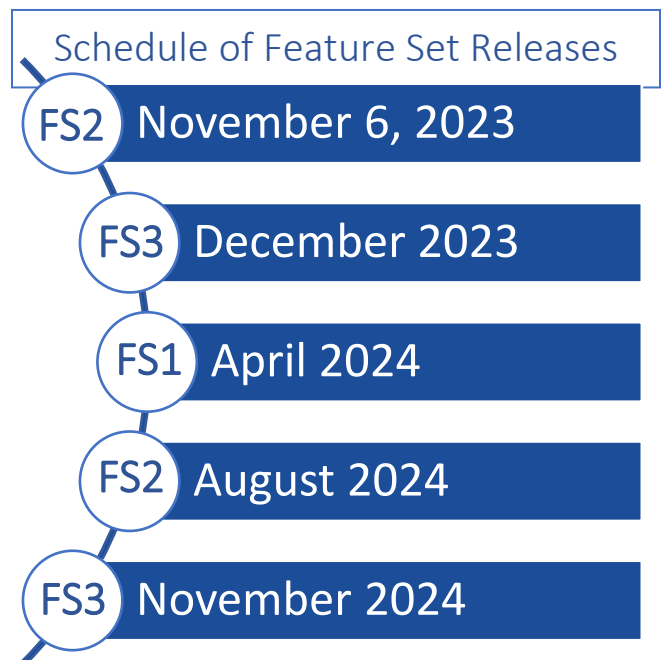 Schedule of Feature Set Releases
FS2 November 6, 2023
FS3 December 2023
FS1 April 2024
FS2 August 2024
FS3 November 2024